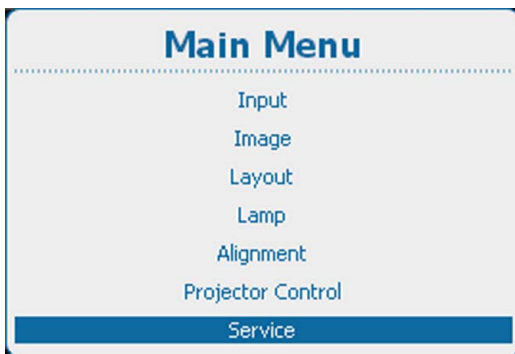 Main Menu
Input
Image
Layout
Lamp
Alignment
Projector Control
Service